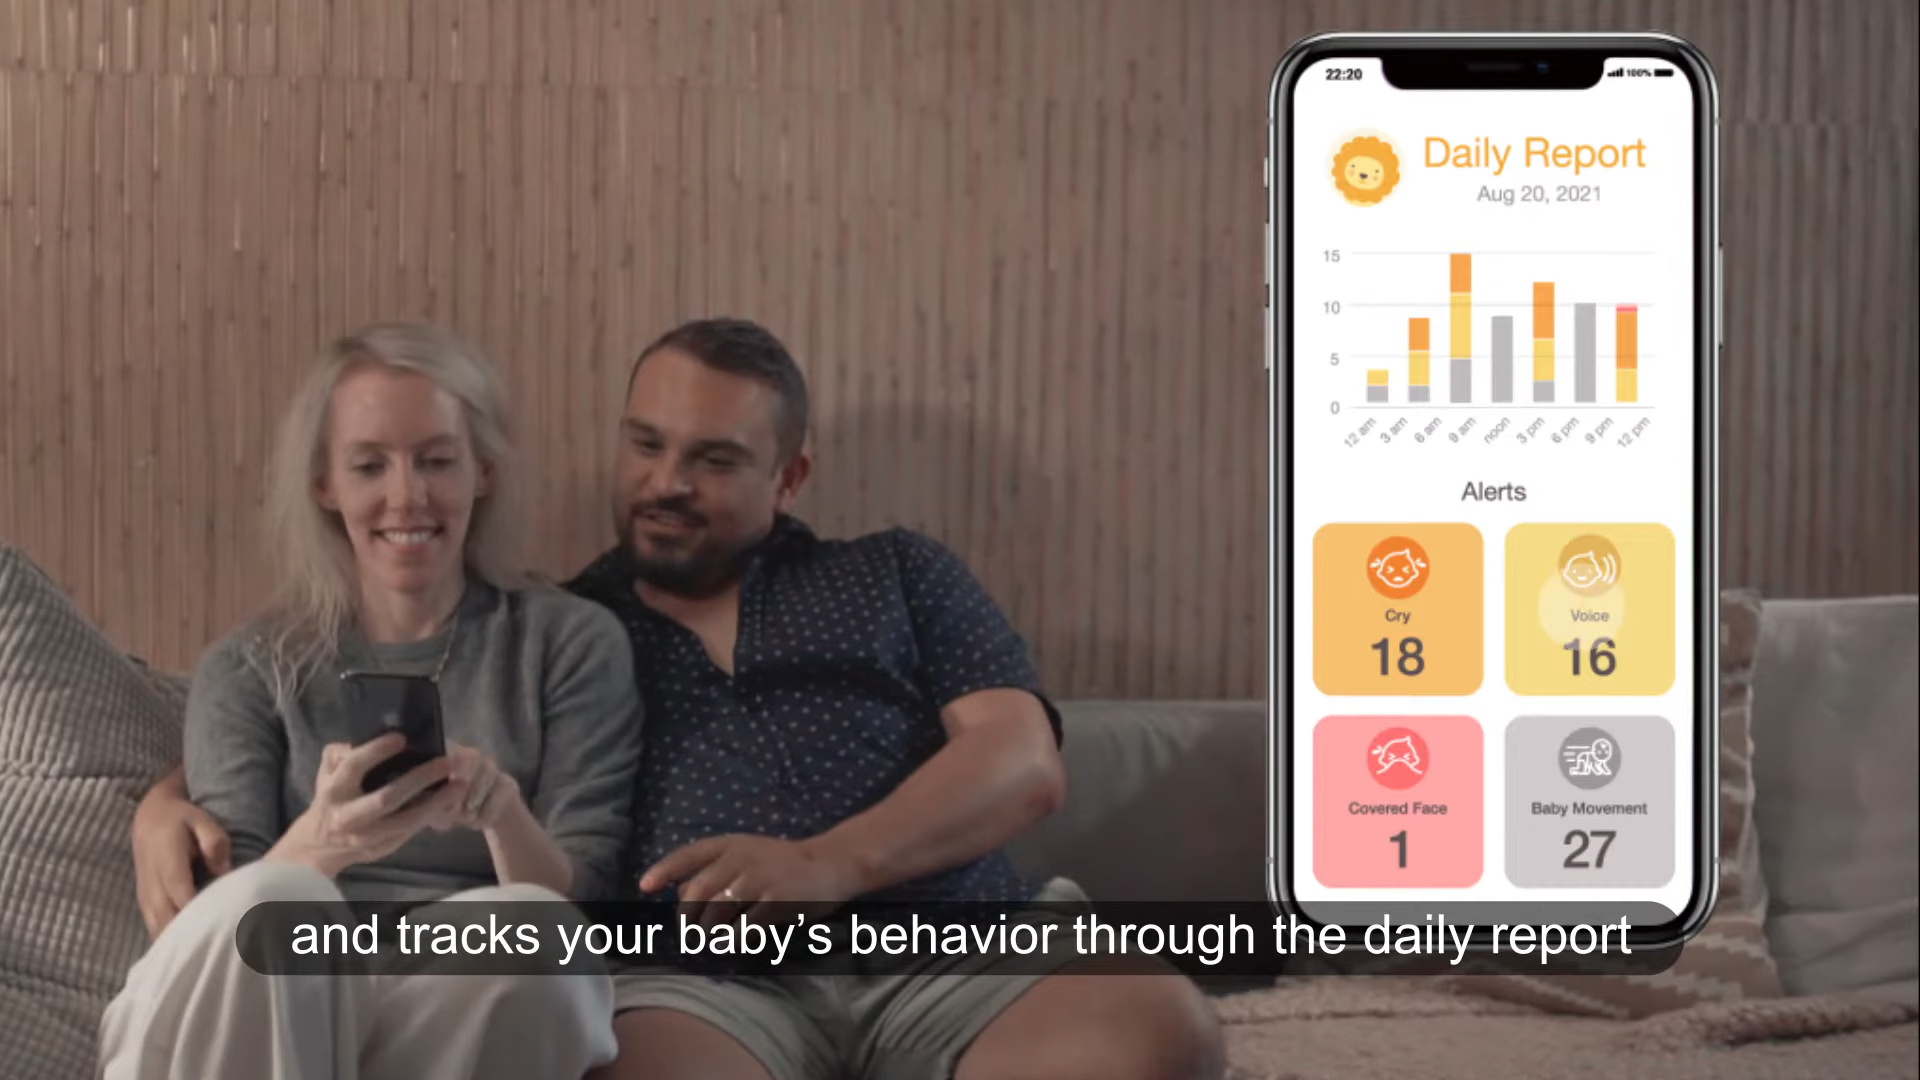 22:20
100%
Daily Report
Aug 20, 2021
15
10
5
0
12 am
3 am
6 am
9 am
noon
3 pm
6 pm
9 pm
12 pm
Alerts
Cry
18
Voice
16
Covered Face
1
Baby Movement
27
and tracks your baby’s behavior through the daily report